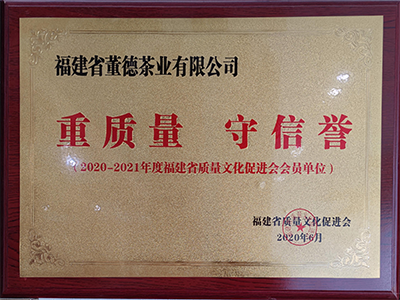 福建省董德茶业有限公司
重质量 守信誉
（2020-2021年度福建省质量文化促进会会员单位）
福建省质量文化促进会
2020年6月